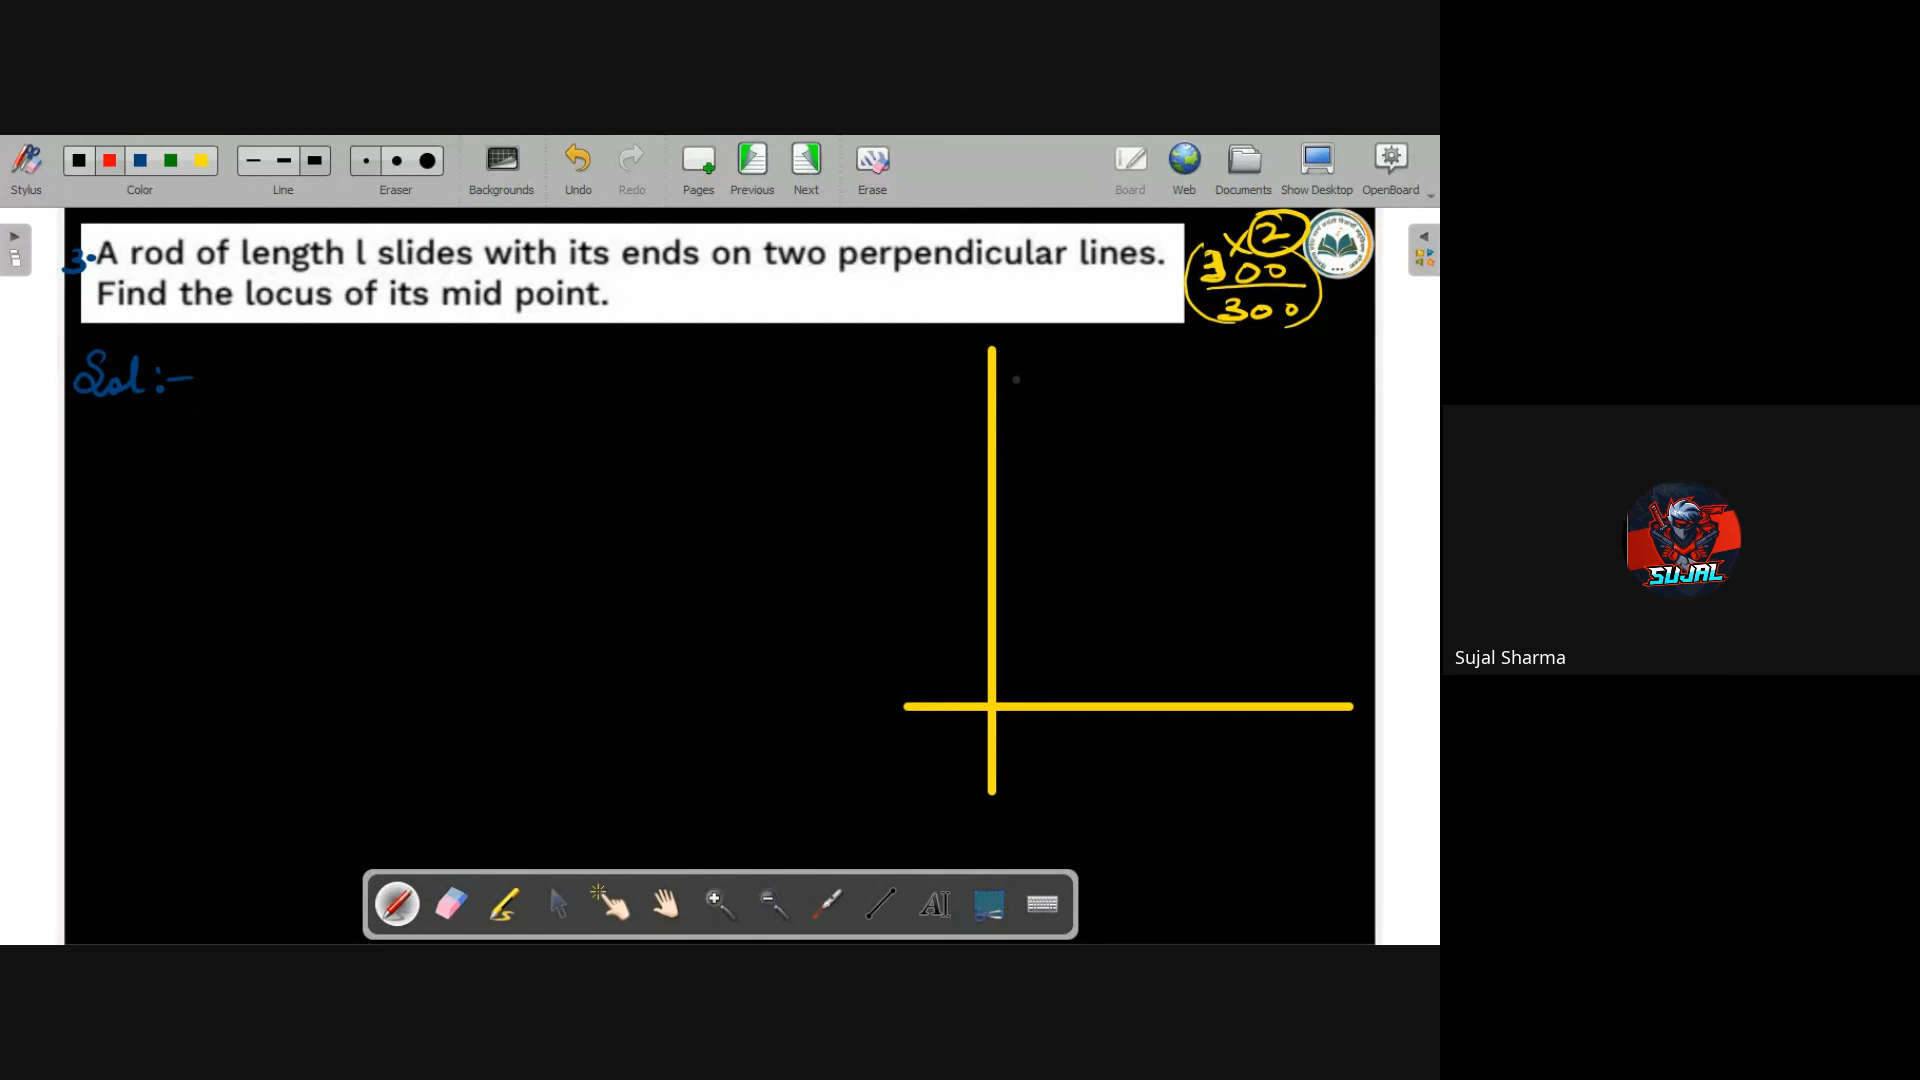 Stylus
Color
Line
Eraser
Backgrounds
Undo
Redo
Pages
Previous
Next
Erase
Board
Web
Documents
Show Desktop
OpenBoard
3. A rod of length l slides with its ends on two perpendicular lines.
Find the locus of its mid point.
x 2
300
300
Sol :-
AI
SUJAL
Sujal Sharma